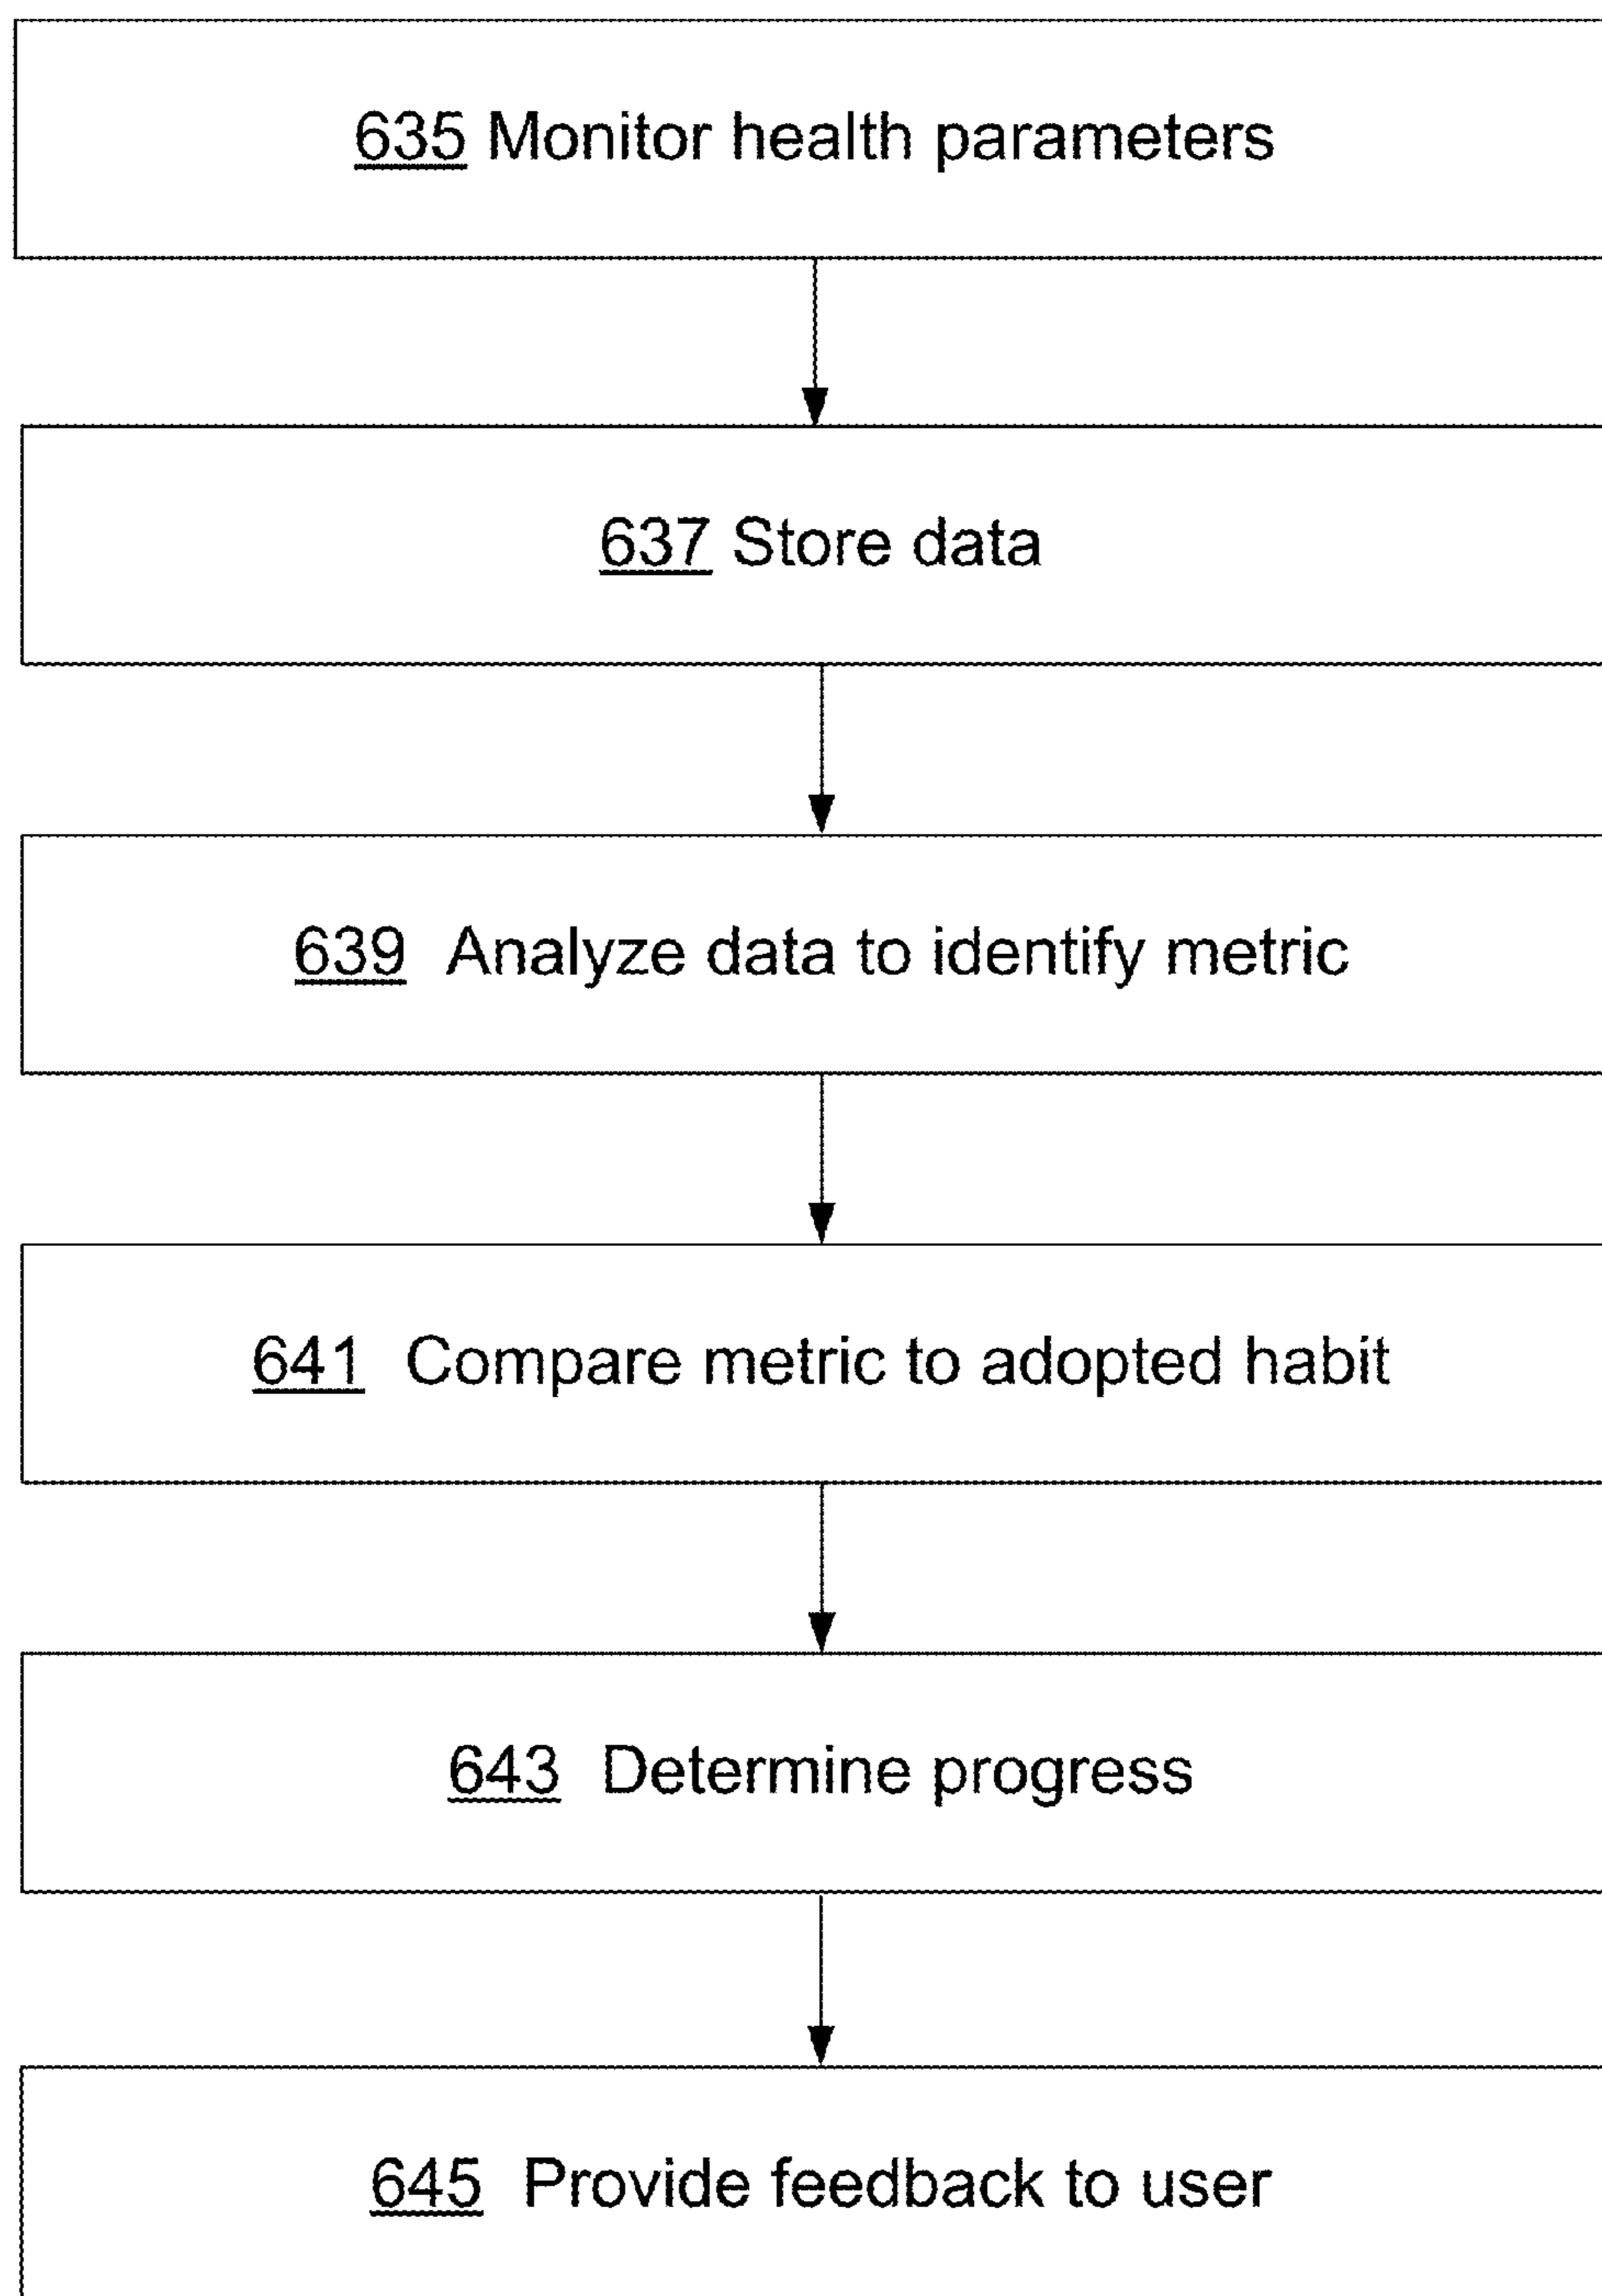 635 Monitor health parameters
637 Store data
639 Analyze data to identify metric
641 Compare metric to adopted habit
643 Determine progress
645 Provide feedback to user